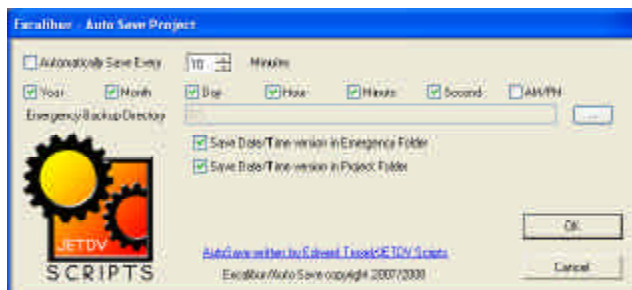 Excalibur - Auto Save Project
Automatically Save Every 10 Minutes
Year Month Day Hour Minute Second AM/PM
Emergency Backup Directory ...
Save Date/Time version in Emergency Folder
Save Date/Time version in Project Folder
JETDV
SCRIPTS
OK
AutoSave written by Edward Troxel/JETDV Scripts
Excalibur/Auto Save copyright 2007/2008
Cancel